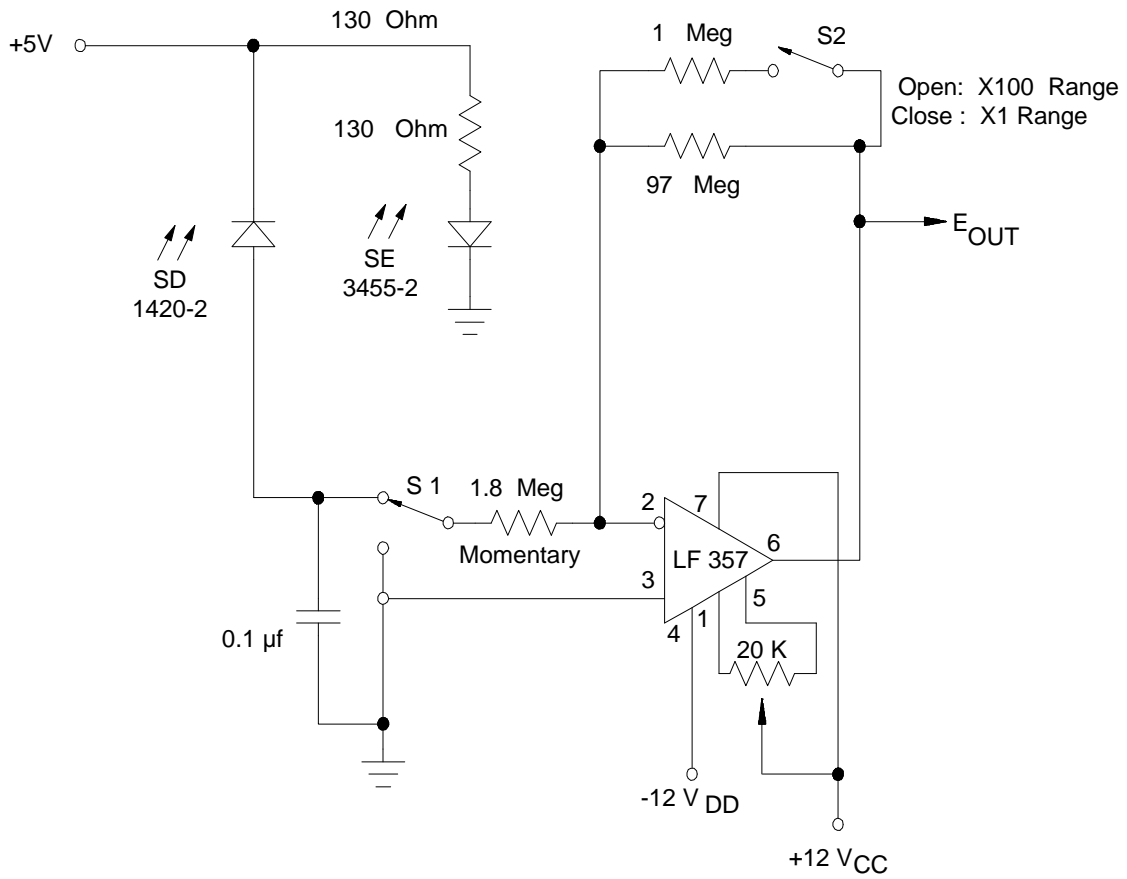 130 Ohm
+5V
1 Meg
S2
Open: X100 Range
Close : X1 Range
130 Ohm
97 Meg
E OUT
SD
1420-2
SE
3455-2
S 1
1.8 Meg
Momentary
2
7
6
LF 357
3
5
1
4
0.1 µf
20 K
-12 V DD
+12 V CC